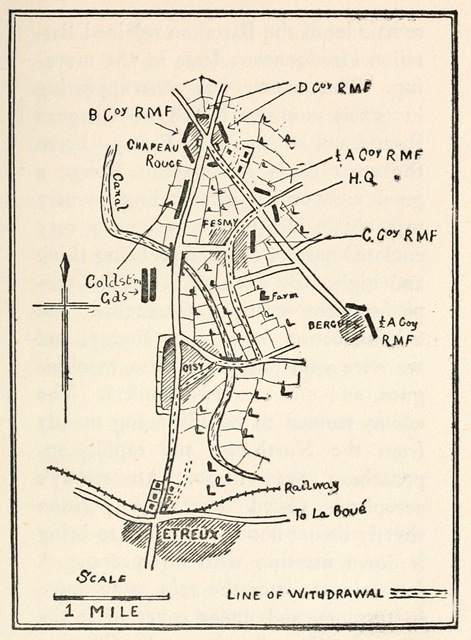 D Coy RMF
B Coy RMF
CHAPEAU
ROUGE
½ A Coy RMF
H.Q
Canal
FESMY
C. Coy RMF
Coldstm
Gds
Farm
BERGUES
½ A Coy
RMF
OISY
Railway
To La Boué
ETREUX
SCALE
1 MILE
LINE OF WITHDRAWAL